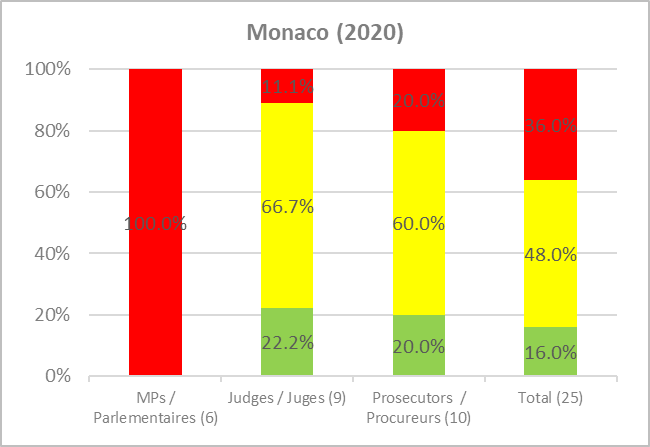 Monaco (2020)
100%
80%
60%
40%
20%
0%
100.0%
11.1%
66.7%
22.2%
20.0%
60.0%
20.0%
36.0%
48.0%
16.0%
MPs /
Parlementaires (6)
Judges / Juges (9)
Prosecutors /
Procureurs (10)
Total (25)